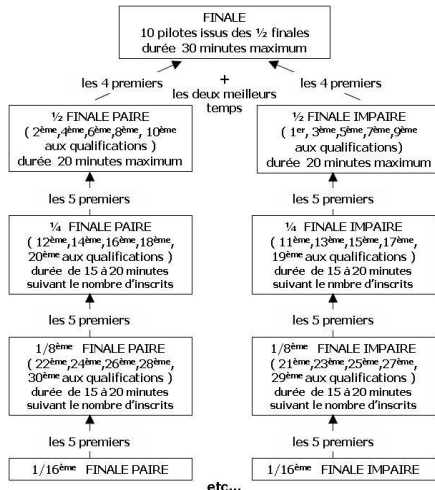 FINALE
10 pilotes issus des ½ finales
durée 30 minutes maximum
les 4 premiers
+
les deux meilleurs
temps
les 4 premiers
½ FINALE PAIRE
( 2ème,4ème,6ème,8ème, 10ème
aux qualifications )
durée 20 minutes maximum
½ FINALE IMPAIRE
( 1er, 3ème,5ème,7ème,9ème
aux qualifications)
durée 20 minutes maximum
les 5 premiers
les 5 premiers
¼ FINALE PAIRE
( 12ème,14ème,16ème,18ème,
20ème aux qualifications )
durée de 15 à 20 minutes
suivant le nombre d'inscrits
¼ FINALE IMPAIRE
( 11ème,13ème,15ème,17ème,
19ème aux qualifications )
durée de 15 à 20 minutes
suivant le nmbre d'inscrits
les 5 premiers
les 5 premiers
1/8ème FINALE PAIRE
(22ème,24ème,26ème,28ème,
30ème aux qualifications )
durée de 15 à 20 minutes
suivant le nombre d'inscrits
1/8ème FINALE IMPAIRE
( 21ème,23ème,25ème,27ème
29ème aux qualifications )
durée de 15 à 20 minutes
suivant le nombre d'inscrits
les 5 premiers
les 5 premiers
1/16ème FINALE PAIRE
1/16ème FINALE IMPAIRE
etc...